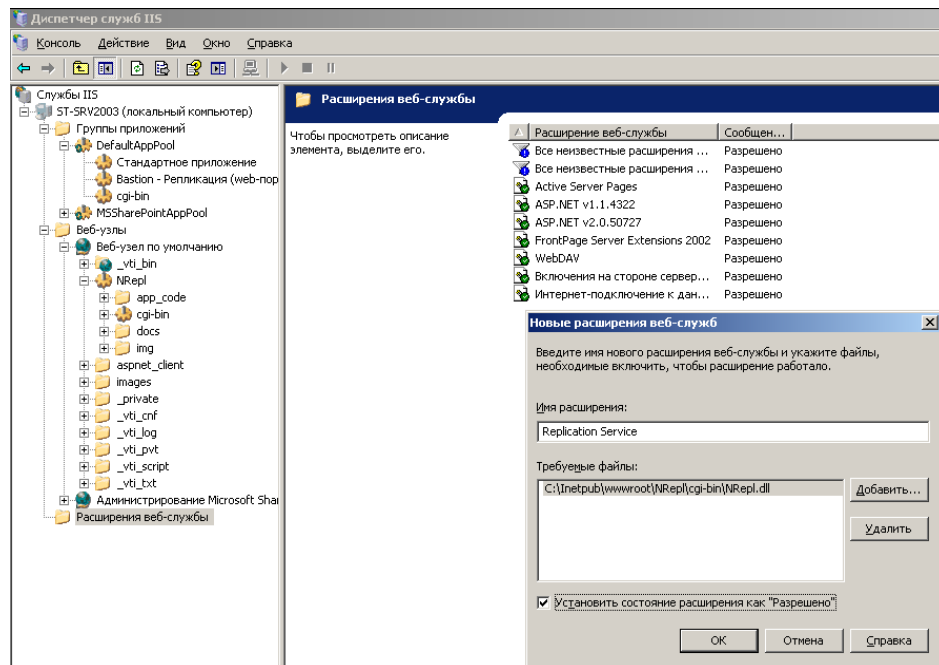 Диспетчер служб IIS
Консоль Действие Вид Окно Справка
Службы IIS
ST-SRV2003 (локальный компьютер)
Группы приложений
DefaultAppPool
Стандартное приложение
Bastion - Репликация (web-пор
cgi-bin
MSSharePointAppPool
Веб-узлы
Веб-узел по умолчанию
_vti_bin
NRepl
app_code
cgi-bin
docs
img
aspnet_client
images
_private
_vti_cnf
_vti_log
_vti_pvt
_vti_script
_vti_txt
Администрирование Microsoft Shar
Расширения веб-службы
Расширения веб-службы
Чтобы просмотреть описание
элемента, выделите его.
Расширение веб-службы Сообщен...
Все неизвестные расширения ... Разрешено
Все неизвестные расширения ... Разрешено
Active Server Pages Разрешено
ASP.NET v1.1.4322 Разрешено
ASP.NET v2.0.50727 Разрешено
FrontPage Server Extensions 2002 Разрешено
WebDAV Разрешено
Включения на стороне сервер... Разрешено
Интернет-подключение к дан... Разрешено
Новые расширения веб-служб
Введите имя нового расширения веб-службы и укажите файлы,
необходимые включить, чтобы расширение работало.
Имя расширения:
Replication Service
Требуемые файлы:
C:\Inetpub\wwwroot\NRepl\cgi-bin\NRepl.dll
Добавить...
Удалить
Установить состояние расширения как "Разрешено"
OK Отмена Справка